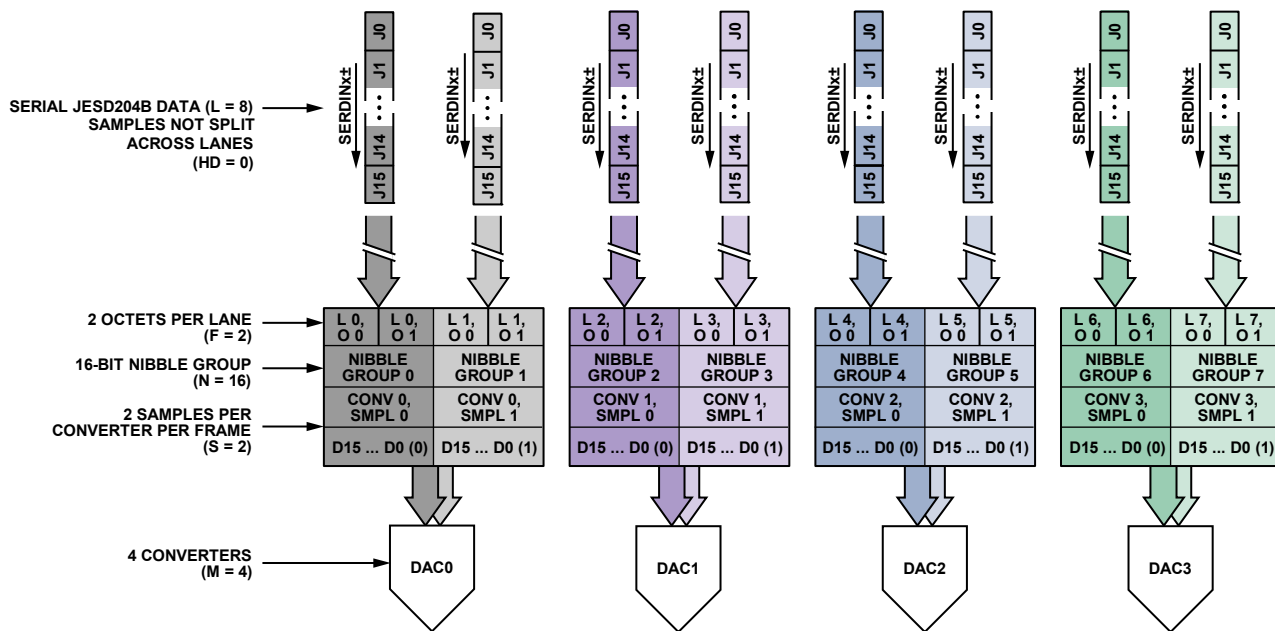 J0 J0 J0 J0 J0 J0 J0 J0
J1 J1 J1 J1 J1 J1 J1 J1
SERDINx± SERDINx± SERDINx± SERDINx± SERDINx± SERDINx± SERDINx± SERDINx±
J14 J14 J14 J14 J14 J14 J14 J14
J15 J15 J15 J15 J15 J15 J15 J15
SERIAL JESD204B DATA (L = 8)
SAMPLES NOT SPLIT
ACROSS LANES
(HD = 0)
2 OCTETS PER LANE
(F = 2)
L 0, L 0, L 1, L 1, L 2, L 2, L 3, L 3, L 4, L 4, L 5, L 5, L 6, L 6, L 7, L 7,
O 0 O 1 O 0 O 1 O 0 O 1 O 0 O 1 O 0 O 1 O 0 O 1 O 0 O 1 O 0 O 1
16-BIT NIBBLE GROUP
(N = 16)
NIBBLE NIBBLE NIBBLE NIBBLE NIBBLE NIBBLE NIBBLE NIBBLE
GROUP 0 GROUP 1 GROUP 2 GROUP 3 GROUP 4 GROUP 5 GROUP 6 GROUP 7
2 SAMPLES PER
CONVERTER PER FRAME
(S = 2)
CONV 0, CONV 0, CONV 1, CONV 1, CONV 2, CONV 2, CONV 3, CONV 3,
SMPL 0 SMPL 1 SMPL 0 SMPL 1 SMPL 0 SMPL 1 SMPL 0 SMPL 1
D15 ... D0 (0) D15 ... D0 (1) D15 ... D0 (0) D15 ... D0 (1) D15 ... D0 (0) D15 ... D0 (1) D15 ... D0 (0) D15 ... D0 (1)
4 CONVERTERS
(M = 4)
DAC0 DAC1 DAC2 DAC3